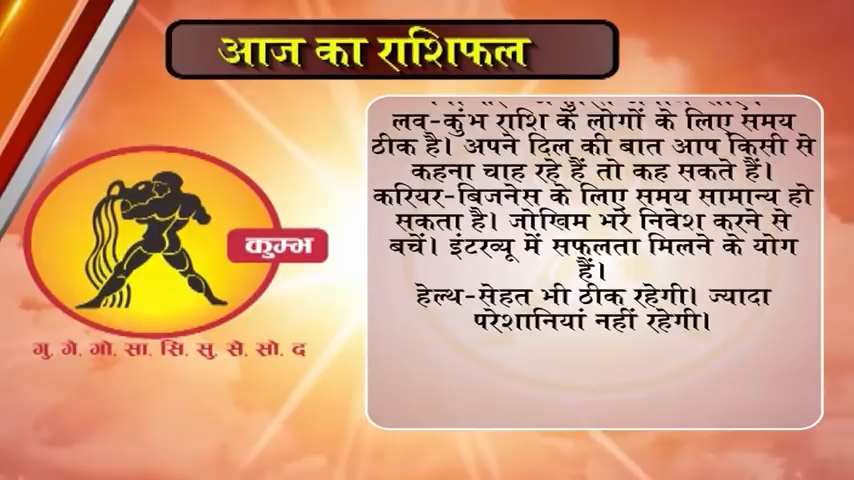 आज का राशिफल
लव-कुंभ राशि के लोगों के लिए समय
ठीक है। अपने दिल की बात आप किसी से
कहना चाह रहे हैं तो कह सकते हैं।
करियर-बिजनेस के लिए समय सामान्य हो
सकता है। जोखिम भरे निवेश करने से
बचें। इंटरव्यू में सफलता मिलने के योग
हैं।
हेल्थ-सेहत भी ठीक रहेगी। ज्यादा
परेशानियां नहीं रहेगी।
कुम्भ
गु, गे, गो, सा, सि, सु, से, सो, द